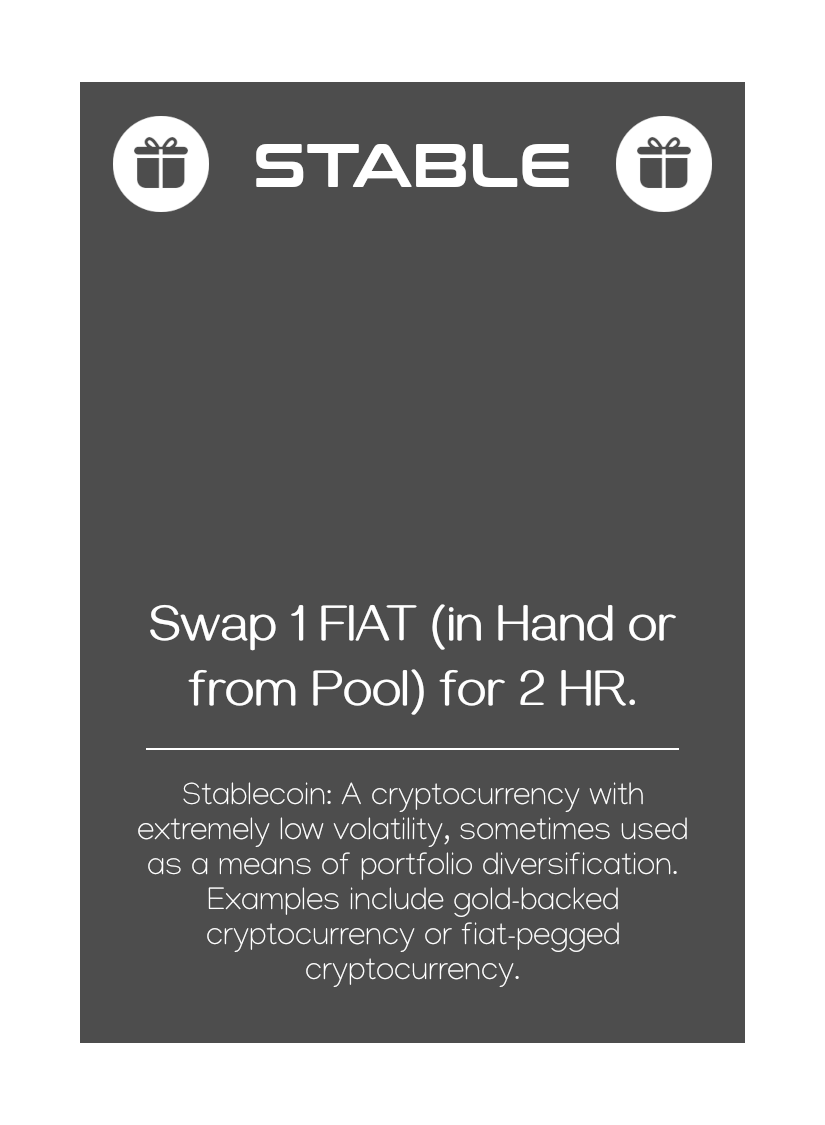 STABLE
Swap 1 FIAT (in Hand or
from Pool) for 2 HR.
Stablecoin: A cryptocurrency with
extremely low volatility, sometimes used
as a means of portfolio diversification.
Examples include gold-backed
cryptocurrency or fiat-pegged
cryptocurrency.